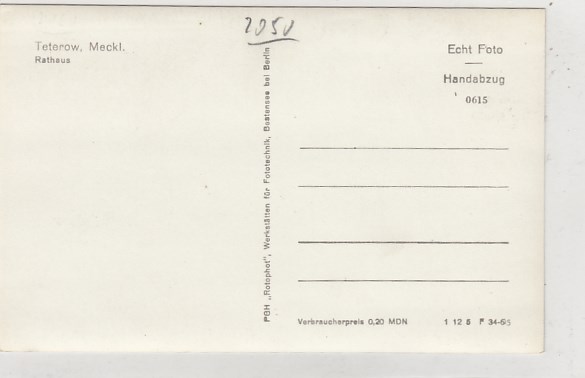 2050
Teterow, Meckl.
Rathaus
Echt Foto
Handabzug
0615
PGH „Rotophot", Werkstätten für Fototechnik, Bestensee bei Berlin
Verbraucherpreis 0,20 MDN
1 12 5 P 34-65